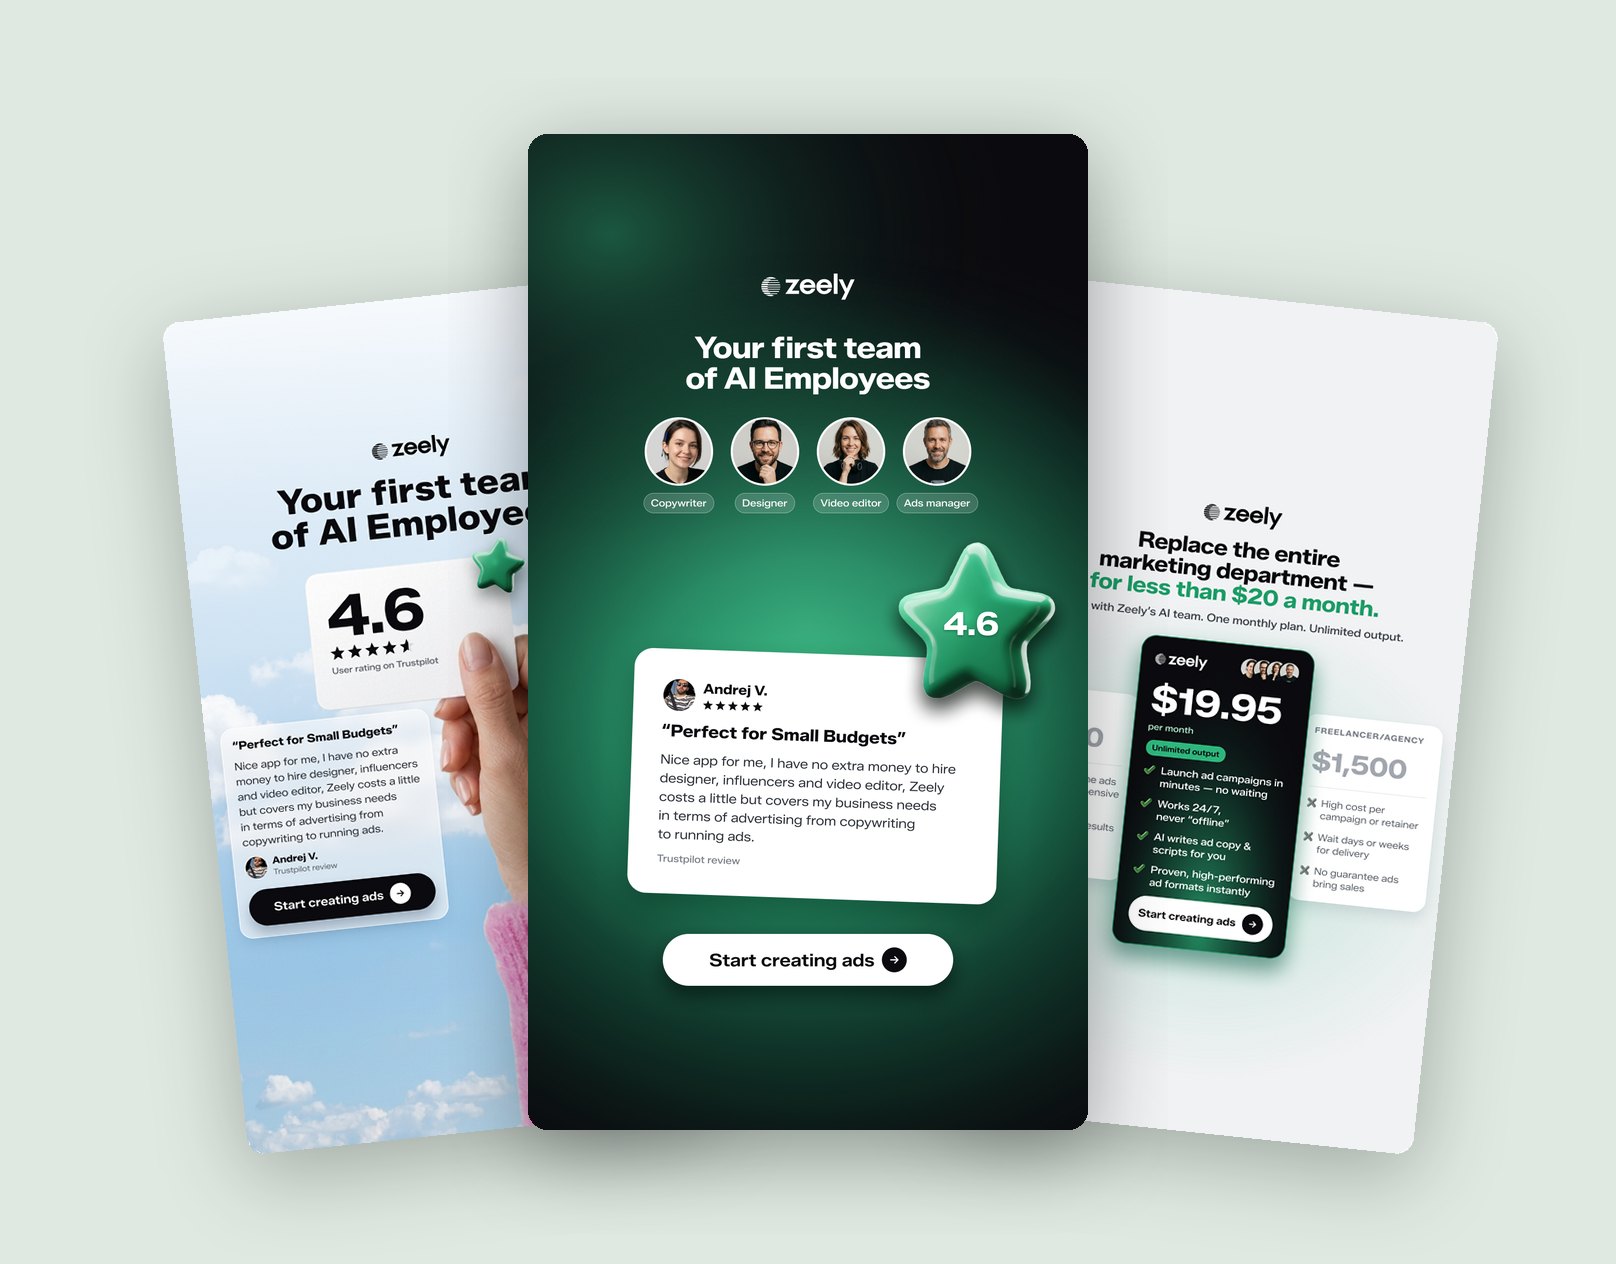 zeely
Your first team
of AI Employees
4.6
User rating on Trustpilot
“Perfect for Small Budgets”
Nice app for me, I have no extra
money to hire designer, influencers
and video editor, Zeely costs a little
but covers my business needs
in terms of advertising from
copywriting to running ads.
Andrej V.
Trustpilot review
Start creating ads
zeely
Your first team
of AI Employees
Copywriter
Designer
Video editor
Ads manager
4.6
Andrej V.
“Perfect for Small Budgets”
Nice app for me, I have no extra money to hire
designer, influencers and video editor, Zeely
costs a little but covers my business needs
in terms of advertising from copywriting
to running ads.
Trustpilot review
Start creating ads
zeely
Replace the entire
marketing department —
for less than $20 a month.
with Zeely’s AI team. One monthly plan. Unlimited output.
zeely
$19.95
per month
Unlimited output
Launch ad campaigns in
minutes — no waiting
Works 24/7,
never “offline”
AI writes ad copy &
scripts for you
Proven, high-performing
ad formats instantly
Start creating ads
FREELANCER/AGENCY
$1,500
High cost per
campaign or retainer
Wait days or weeks
for delivery
No guarantee ads
bring sales